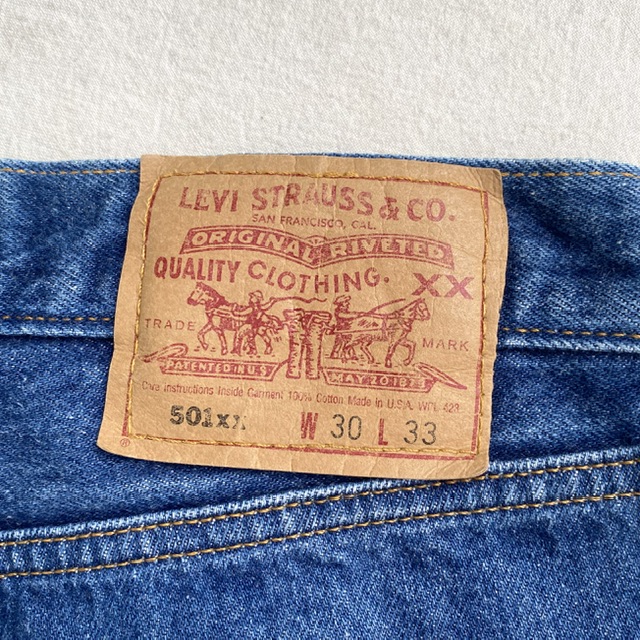 LEVI STRAUSS & CO.
SAN FRANCISCO, CAL.
ORIGINAL RIVETED
QUALITY CLOTHING. XX
TRADE MARK
PATENTED IN U.S. MAY 20 1873
Care Instructions Inside Garment 100% Cotton Made in U.S.A. WPL 423
501xx W 30 L 33
®